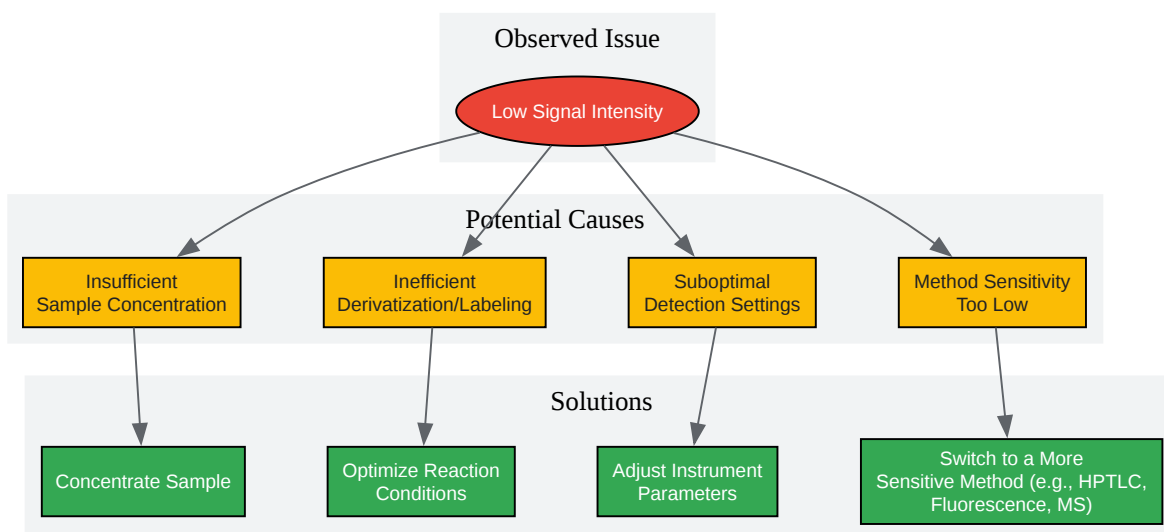 Observed Issue
Low Signal Intensity
Potential Causes
Insufficient
Sample Concentration
Inefficient
Derivatization/Labeling
Suboptimal
Detection Settings
Method Sensitivity
Too Low
Solutions
Concentrate Sample
Optimize Reaction
Conditions
Adjust Instrument
Parameters
Switch to a More
Sensitive Method (e.g., HPTLC,
Fluorescence, MS)